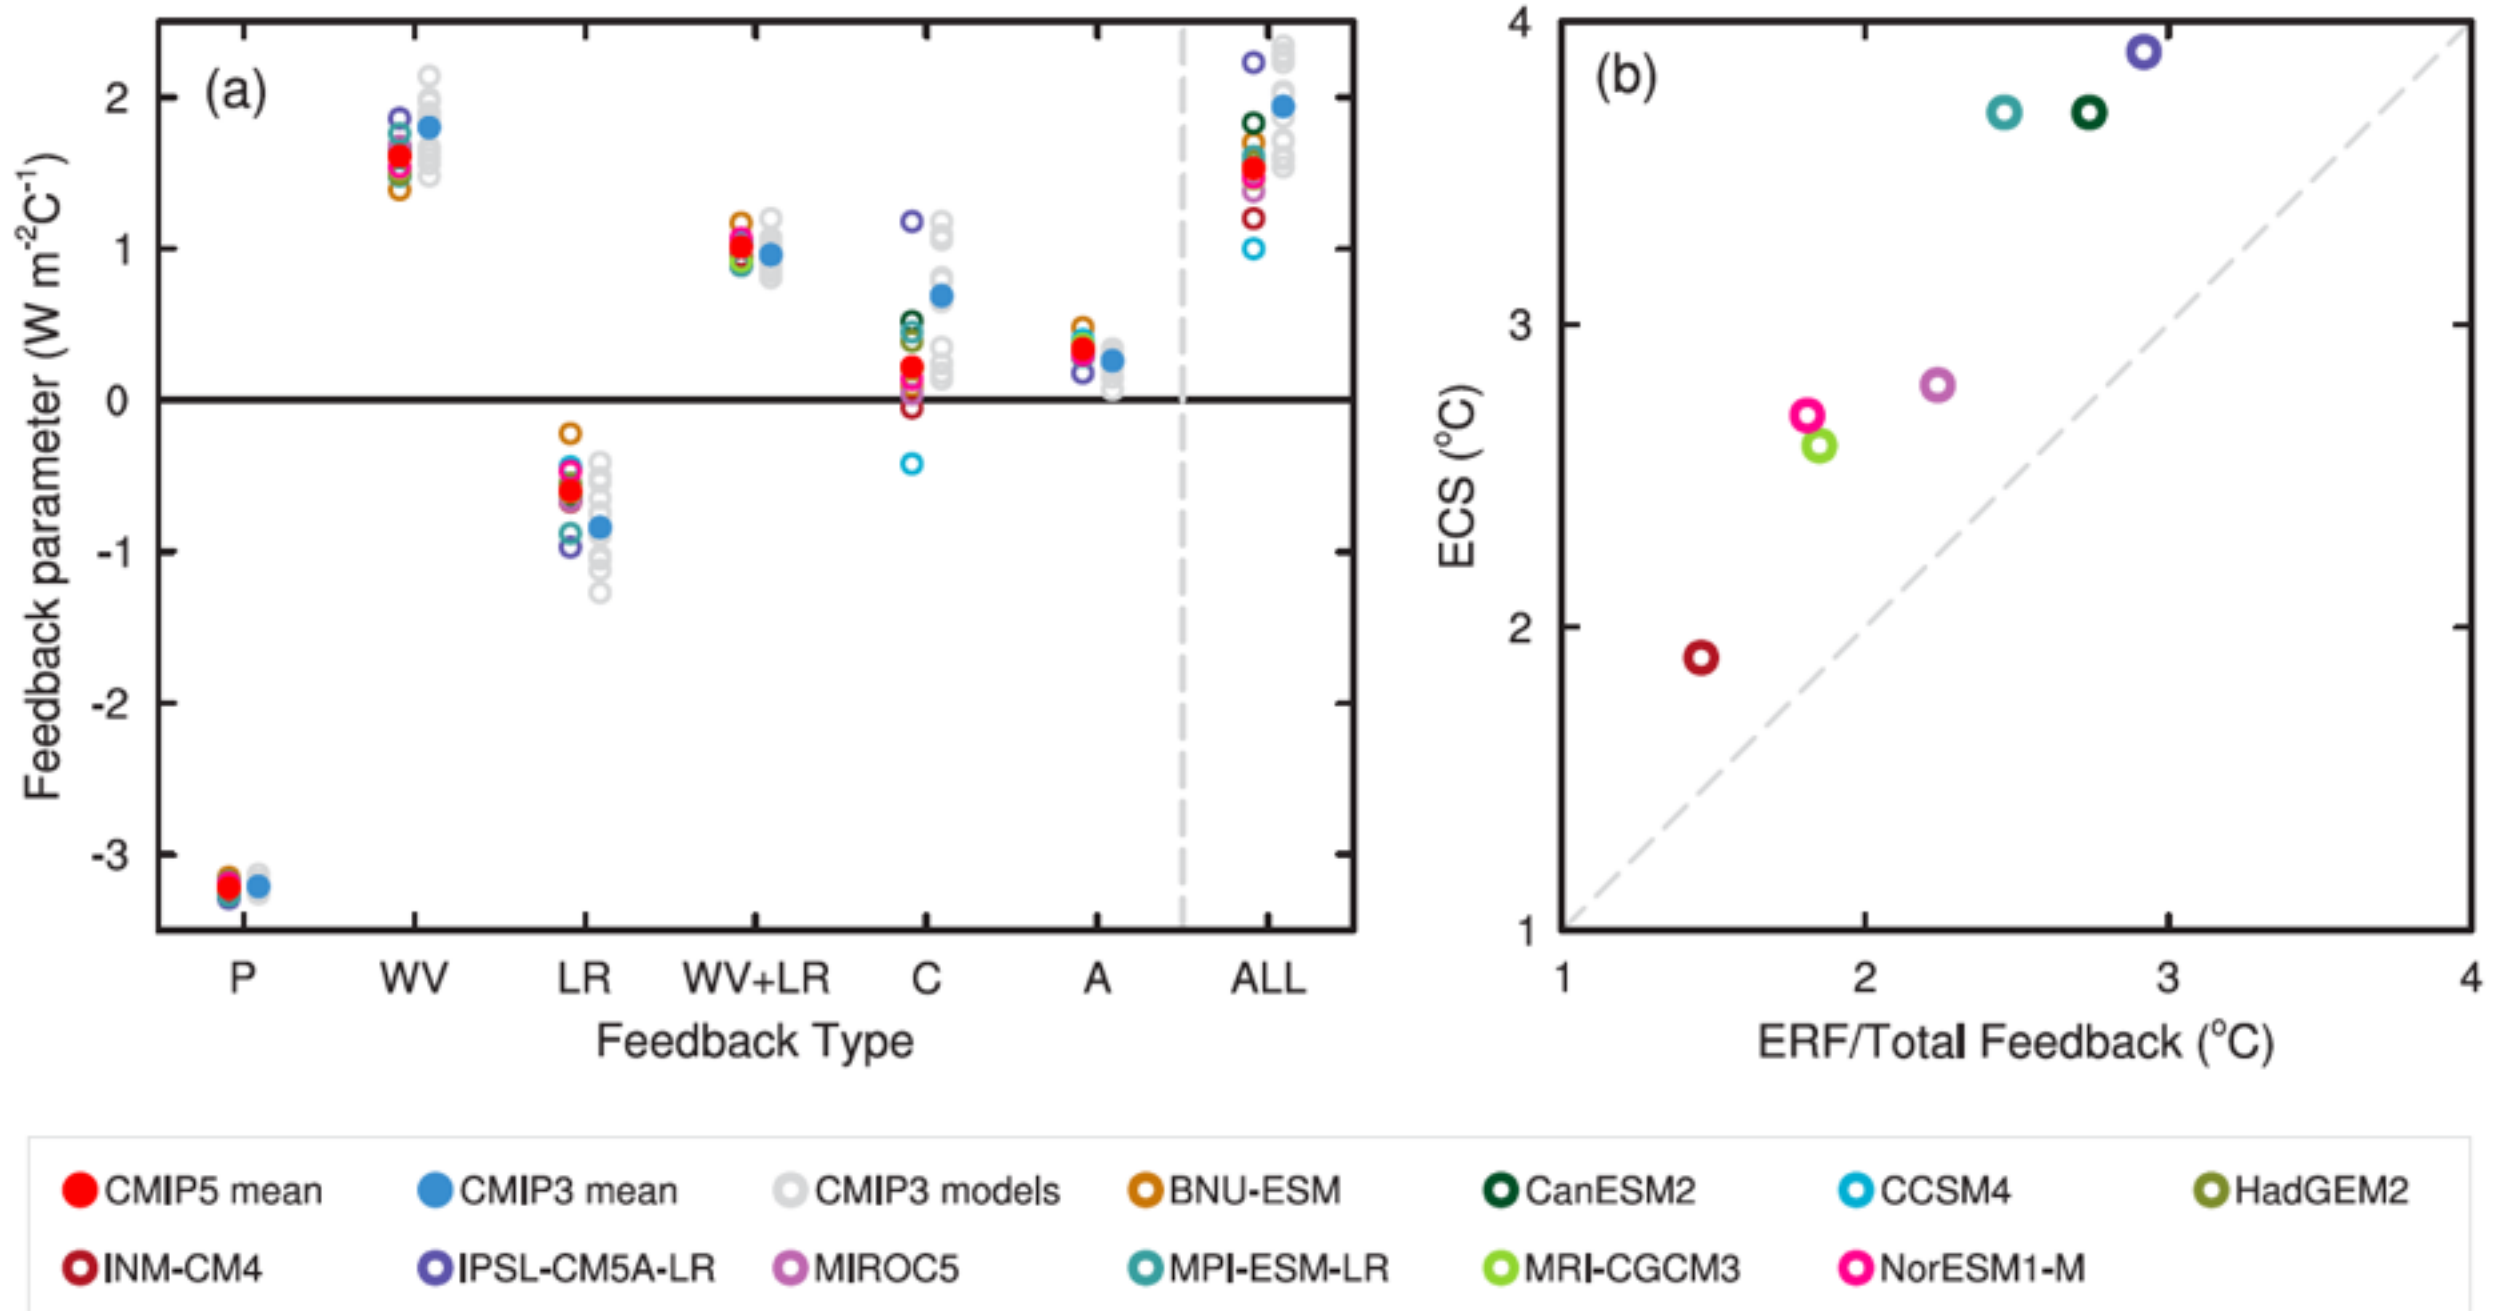 (a)
2
1
0
-1
-2
-3
Feedback parameter (W m⁻²C⁻¹)
P WV LR WV+LR C A ALL
Feedback Type
(b)
4
3
2
1
ECS (°C)
1 2 3 4
ERF/Total Feedback (°C)
CMIP5 mean CMIP3 mean CMIP3 models BNU-ESM CanESM2 CCSM4 HadGEM2
INM-CM4 IPSL-CM5A-LR MIROC5 MPI-ESM-LR MRI-CGCM3 NorESM1-M